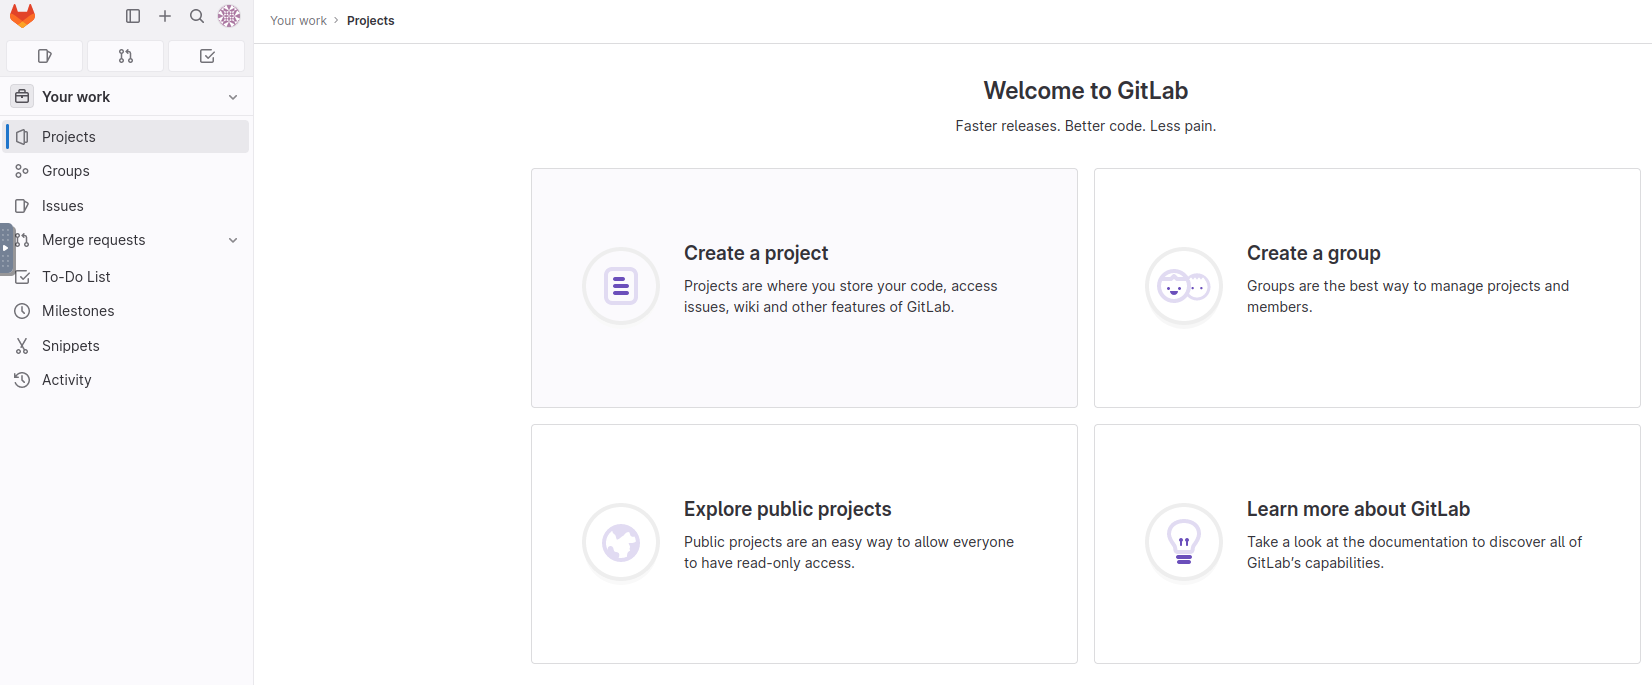 Your work › Projects
Your work
Projects
Groups
Issues
Merge requests
To-Do List
Milestones
Snippets
Activity
Welcome to GitLab
Faster releases. Better code. Less pain.
Create a project
Projects are where you store your code, access
issues, wiki and other features of GitLab.
Create a group
Groups are the best way to manage projects and
members.
Explore public projects
Public projects are an easy way to allow everyone
to have read-only access.
Learn more about GitLab
Take a look at the documentation to discover all of
GitLab's capabilities.